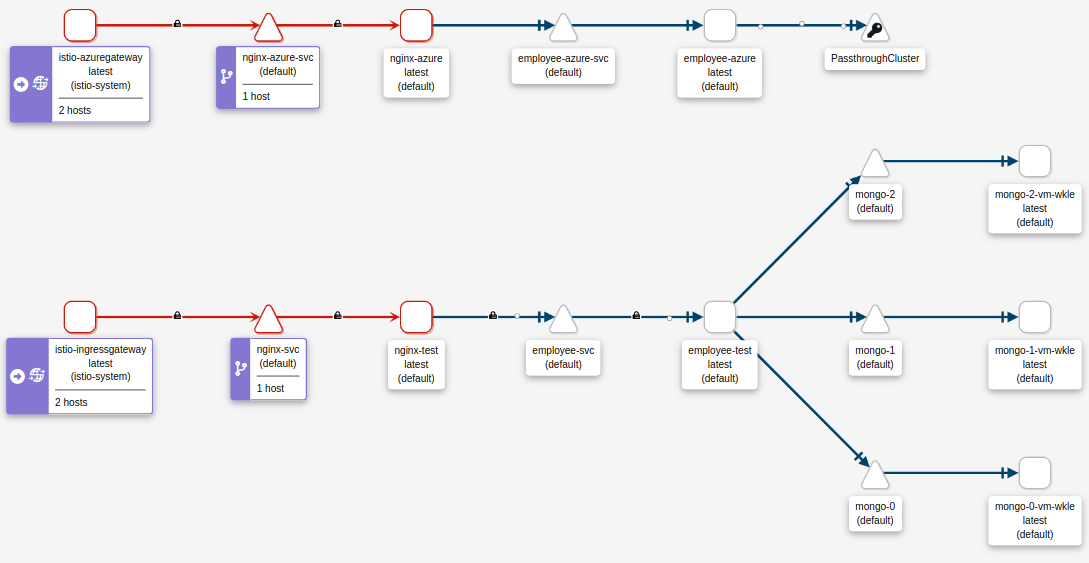 istio-azuregateway
latest
(istio-system)
2 hosts
nginx-azure-svc
(default)
1 host
nginx-azure
latest
(default)
employee-azure-svc
(default)
employee-azure
latest
(default)
PassthroughCluster
mongo-2
(default)
mongo-2-vm-wkle
latest
(default)
istio-ingressgateway
latest
(istio-system)
2 hosts
nginx-svc
(default)
1 host
nginx-test
latest
(default)
employee-svc
(default)
employee-test
latest
(default)
mongo-1
(default)
mongo-1-vm-wkle
latest
(default)
mongo-0
(default)
mongo-0-vm-wkle
latest
(default)